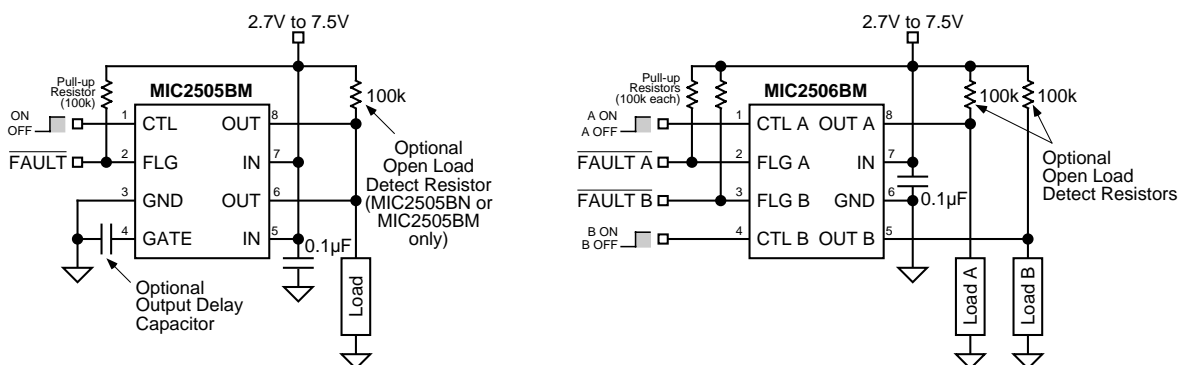 2.7V to 7.5V
Pull-up
Resistor
(100k)
MIC2505BM
100k
ON
OFF
1
CTL
OUT
8
FAULT
2
FLG
IN
7
3
GND
OUT
6
4
GATE
IN
5
Optional
Open Load
Detect Resistor
(MIC2505BN or
MIC2505BM
only)
0.1µF
Load
Optional
Output Delay
Capacitor
2.7V to 7.5V
Pull-up
Resistors
(100k each)
MIC2506BM
100k
100k
A ON
A OFF
1
CTL A
OUT A
8
FAULT A
2
FLG A
IN
7
FAULT B
3
FLG B
GND
6
B ON
B OFF
4
CTL B
OUT B
5
0.1µF
Optional
Open Load
Detect Resistors
Load A
Load B